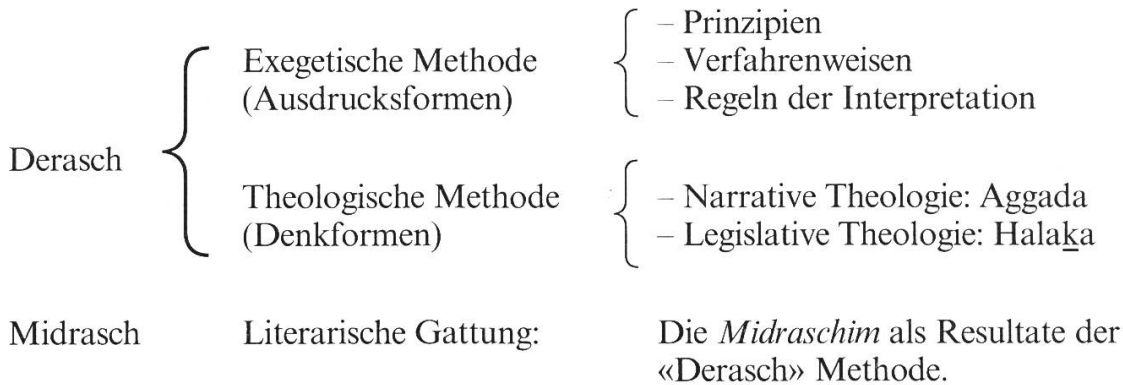 Derasch
Exegetische Methode
(Ausdrucksformen)
– Prinzipien
– Verfahrenweisen
– Regeln der Interpretation
Theologische Methode
(Denkformen)
– Narrative Theologie: Aggada
– Legislative Theologie: Halaḵa
Midrasch Literarische Gattung: Die Midraschim als Resultate der
«Derasch» Methode.